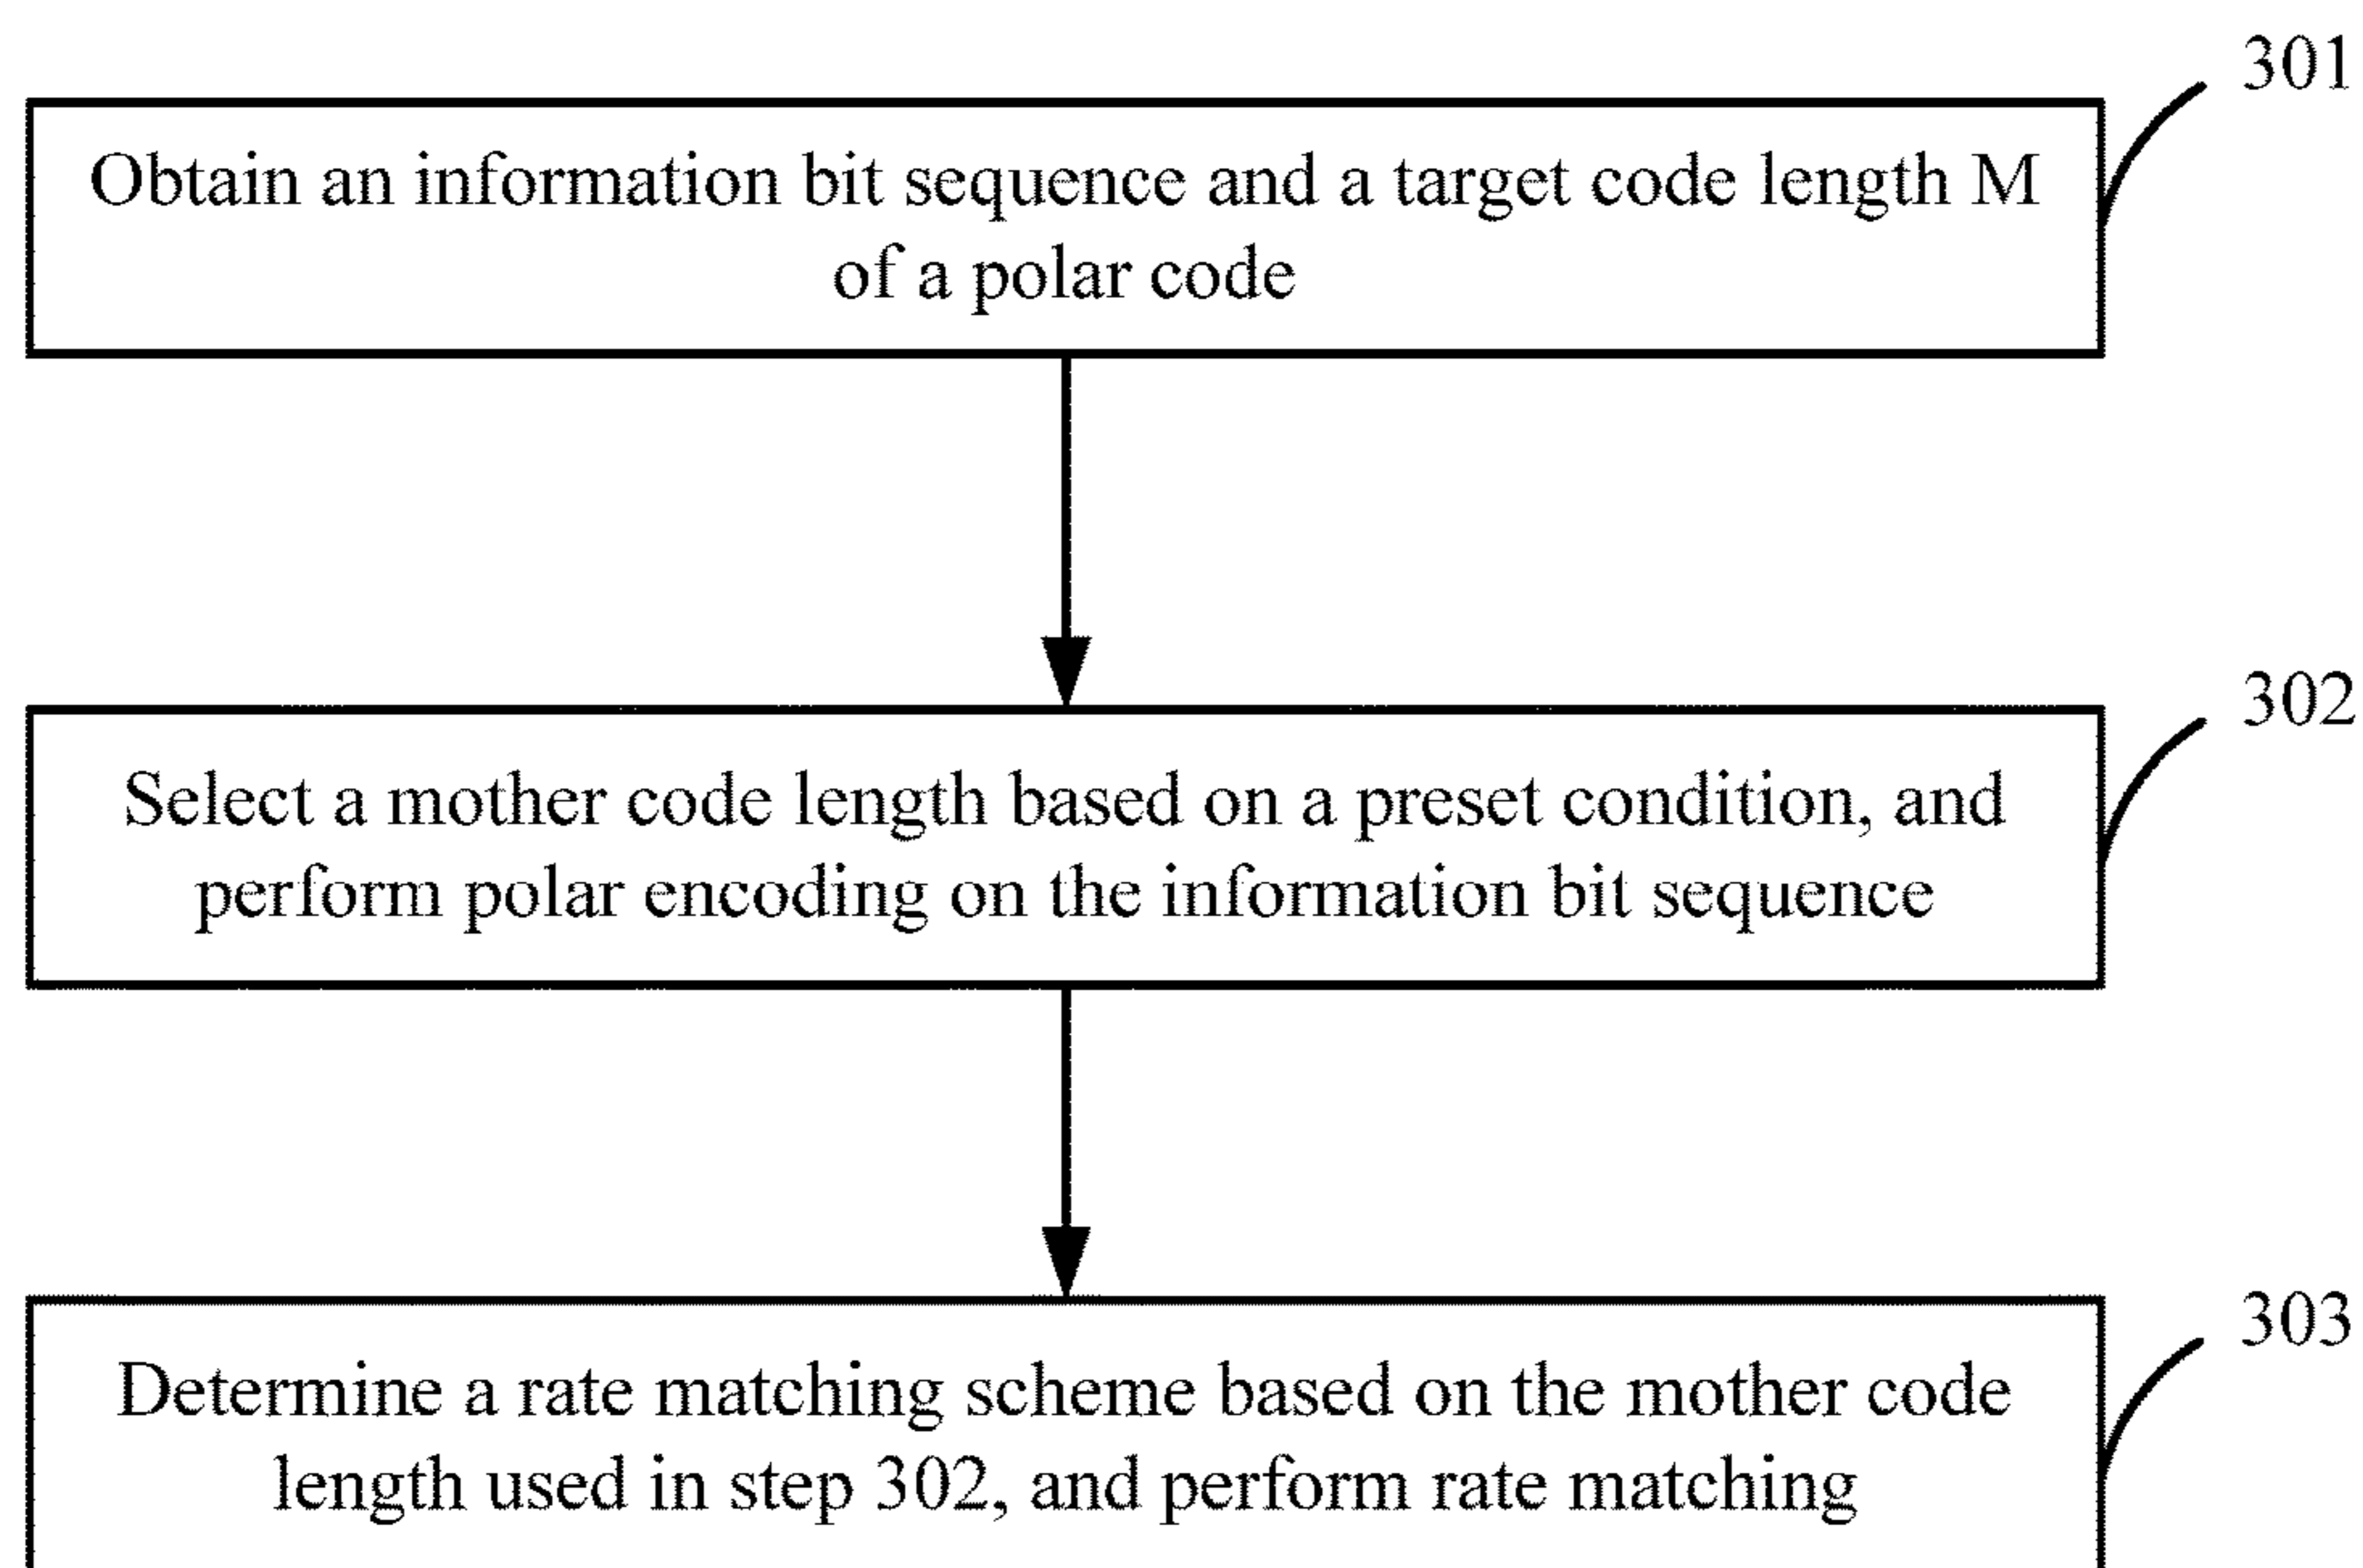 301
Obtain an information bit sequence and a target code length M
of a polar code
302
Select a mother code length based on a preset condition, and
perform polar encoding on the information bit sequence
303
Determine a rate matching scheme based on the mother code
length used in step 302, and perform rate matching